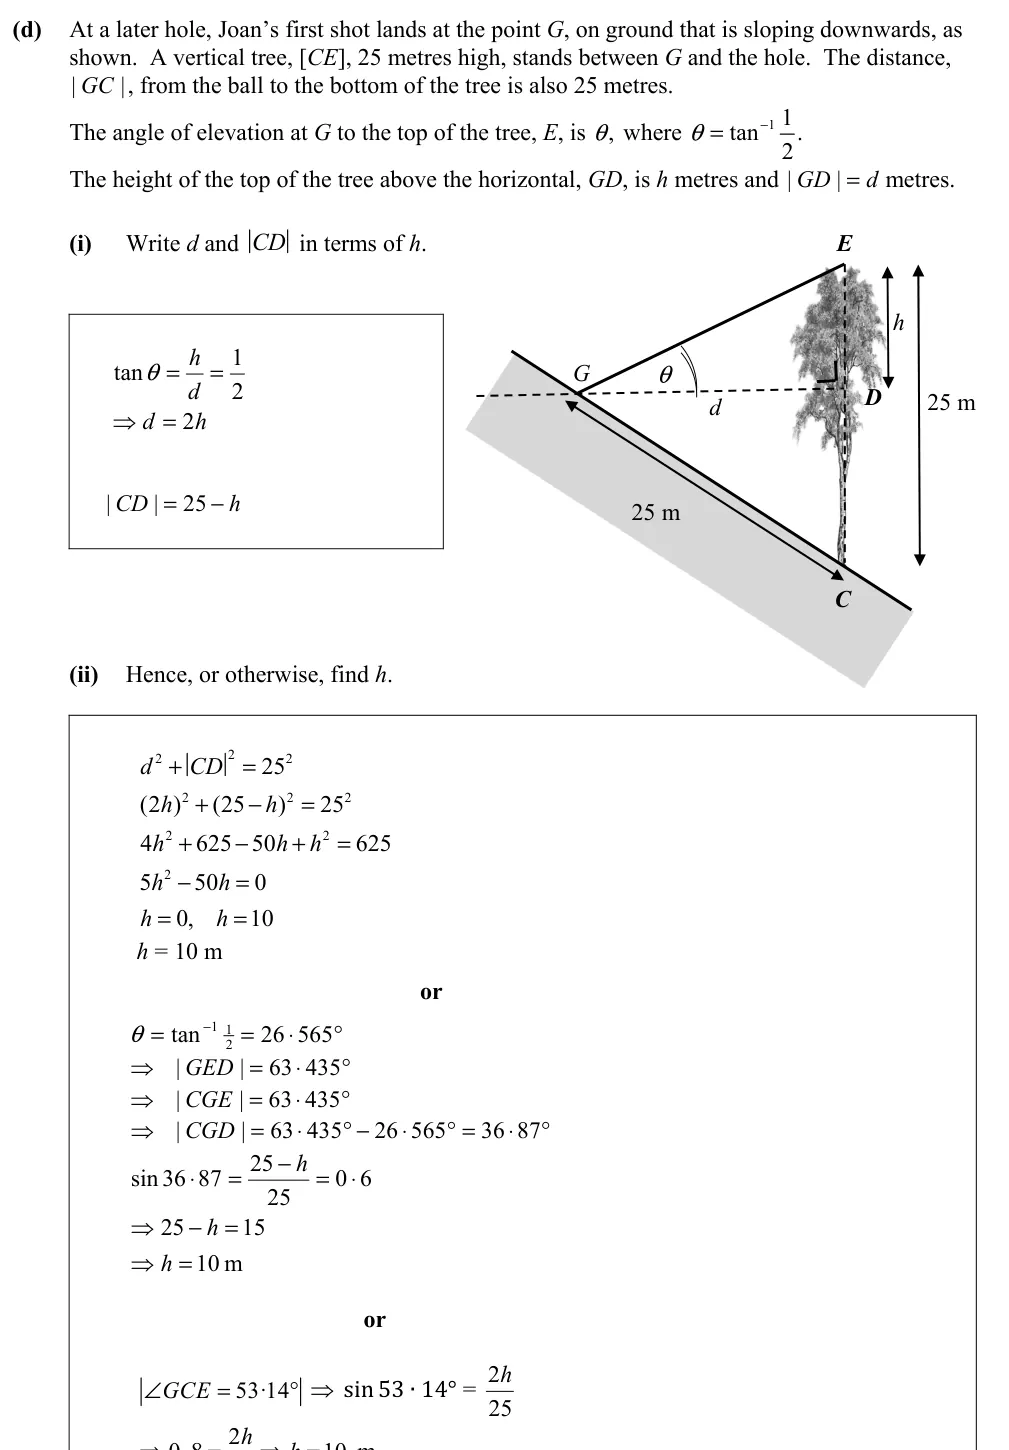 (d) At a later hole, Joan’s first shot lands at the point G, on ground that is sloping downwards, as
shown. A vertical tree, [CE], 25 metres high, stands between G and the hole. The distance,
| GC |, from the ball to the bottom of the tree is also 25 metres.
The angle of elevation at G to the top of the tree, E, is θ, where θ = tan⁻¹ 1/2.
The height of the top of the tree above the horizontal, GD, is h metres and | GD | = d metres.
(i) Write d and |CD| in terms of h.
tan θ = h/d = 1/2
⇒ d = 2h
| CD | = 25 − h
E
h
G
θ
d
D
25 m
25 m
C
(ii) Hence, or otherwise, find h.
d² + |CD|² = 25²
(2h)² + (25 − h)² = 25²
4h² + 625 − 50h + h² = 625
5h² − 50h = 0
h = 0, h = 10
h = 10 m
or
θ = tan⁻¹ 1/2 = 26·565°
⇒ | GED | = 63·435°
⇒ | CGE | = 63·435°
⇒ | CGD | = 63·435° − 26·565° = 36·87°
sin 36·87 = (25 − h)/25 = 0·6
⇒ 25 − h = 15
⇒ h = 10 m
or
|∠GCE = 53·14°| ⇒ sin 53·14° = 2h/25
2h